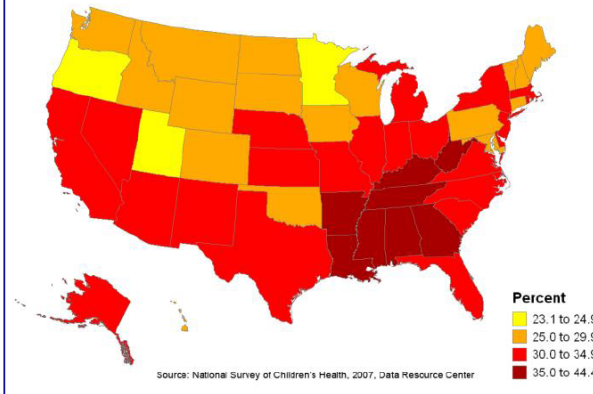 Percent
23.1 to 24.9
25.0 to 29.9
30.0 to 34.9
35.0 to 44.4
Source: National Survey of Children's Health, 2007, Data Resource Center